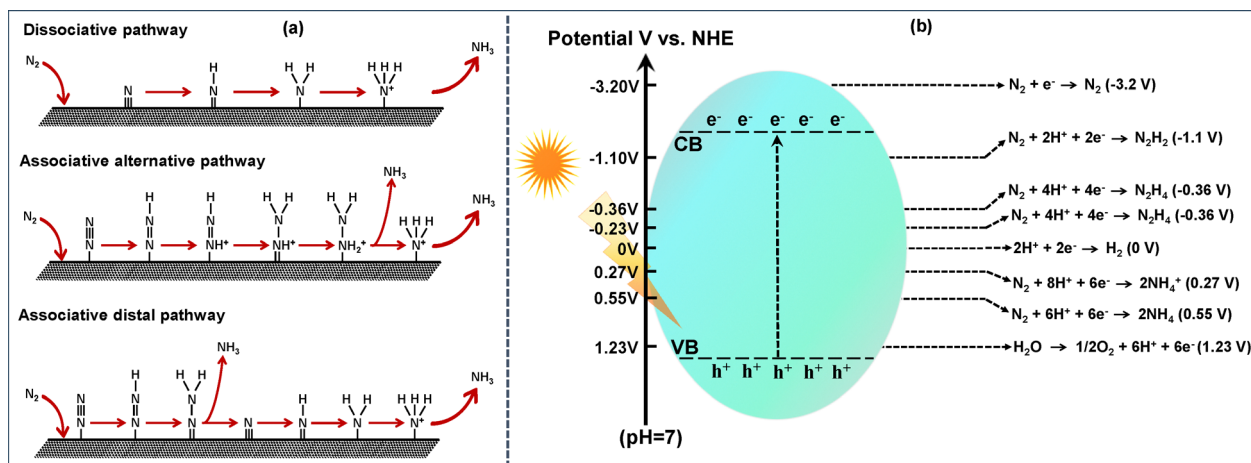 Dissociative pathway
(a)
N₂
N
H
N
H H
N
H H H
N⁺
NH₃
Associative alternative pathway
N₂
N
N
H
N
N
H
N
NH⁺
H H
N
NH⁺
H H
N
NH₂⁺
NH₃
H H H
N⁺
NH₃
Associative distal pathway
N₂
N
N
H
N
N
H H
N
N
NH₃
N
H
N
H H
N
H H H
N⁺
NH₃
(b)
Potential V vs. NHE
-3.20V
-1.10V
-0.36V
-0.23V
0V
0.27V
0.55V
1.23V
(pH=7)
e⁻ e⁻ e⁻ e⁻ e⁻
CB
VB
h⁺ h⁺ h⁺ h⁺ h⁺
N₂ + e⁻ → N₂ (-3.2 V)
N₂ + 2H⁺ + 2e⁻ → N₂H₂ (-1.1 V)
N₂ + 4H⁺ + 4e⁻ → N₂H₄ (-0.36 V)
N₂ + 4H⁺ + 4e⁻ → N₂H₄ (-0.36 V)
2H⁺ + 2e⁻ → H₂ (0 V)
N₂ + 8H⁺ + 6e⁻ → 2NH₄⁺ (0.27 V)
N₂ + 6H⁺ + 6e⁻ → 2NH₄ (0.55 V)
H₂O → 1/2O₂ + 6H⁺ + 6e⁻ (1.23 V)